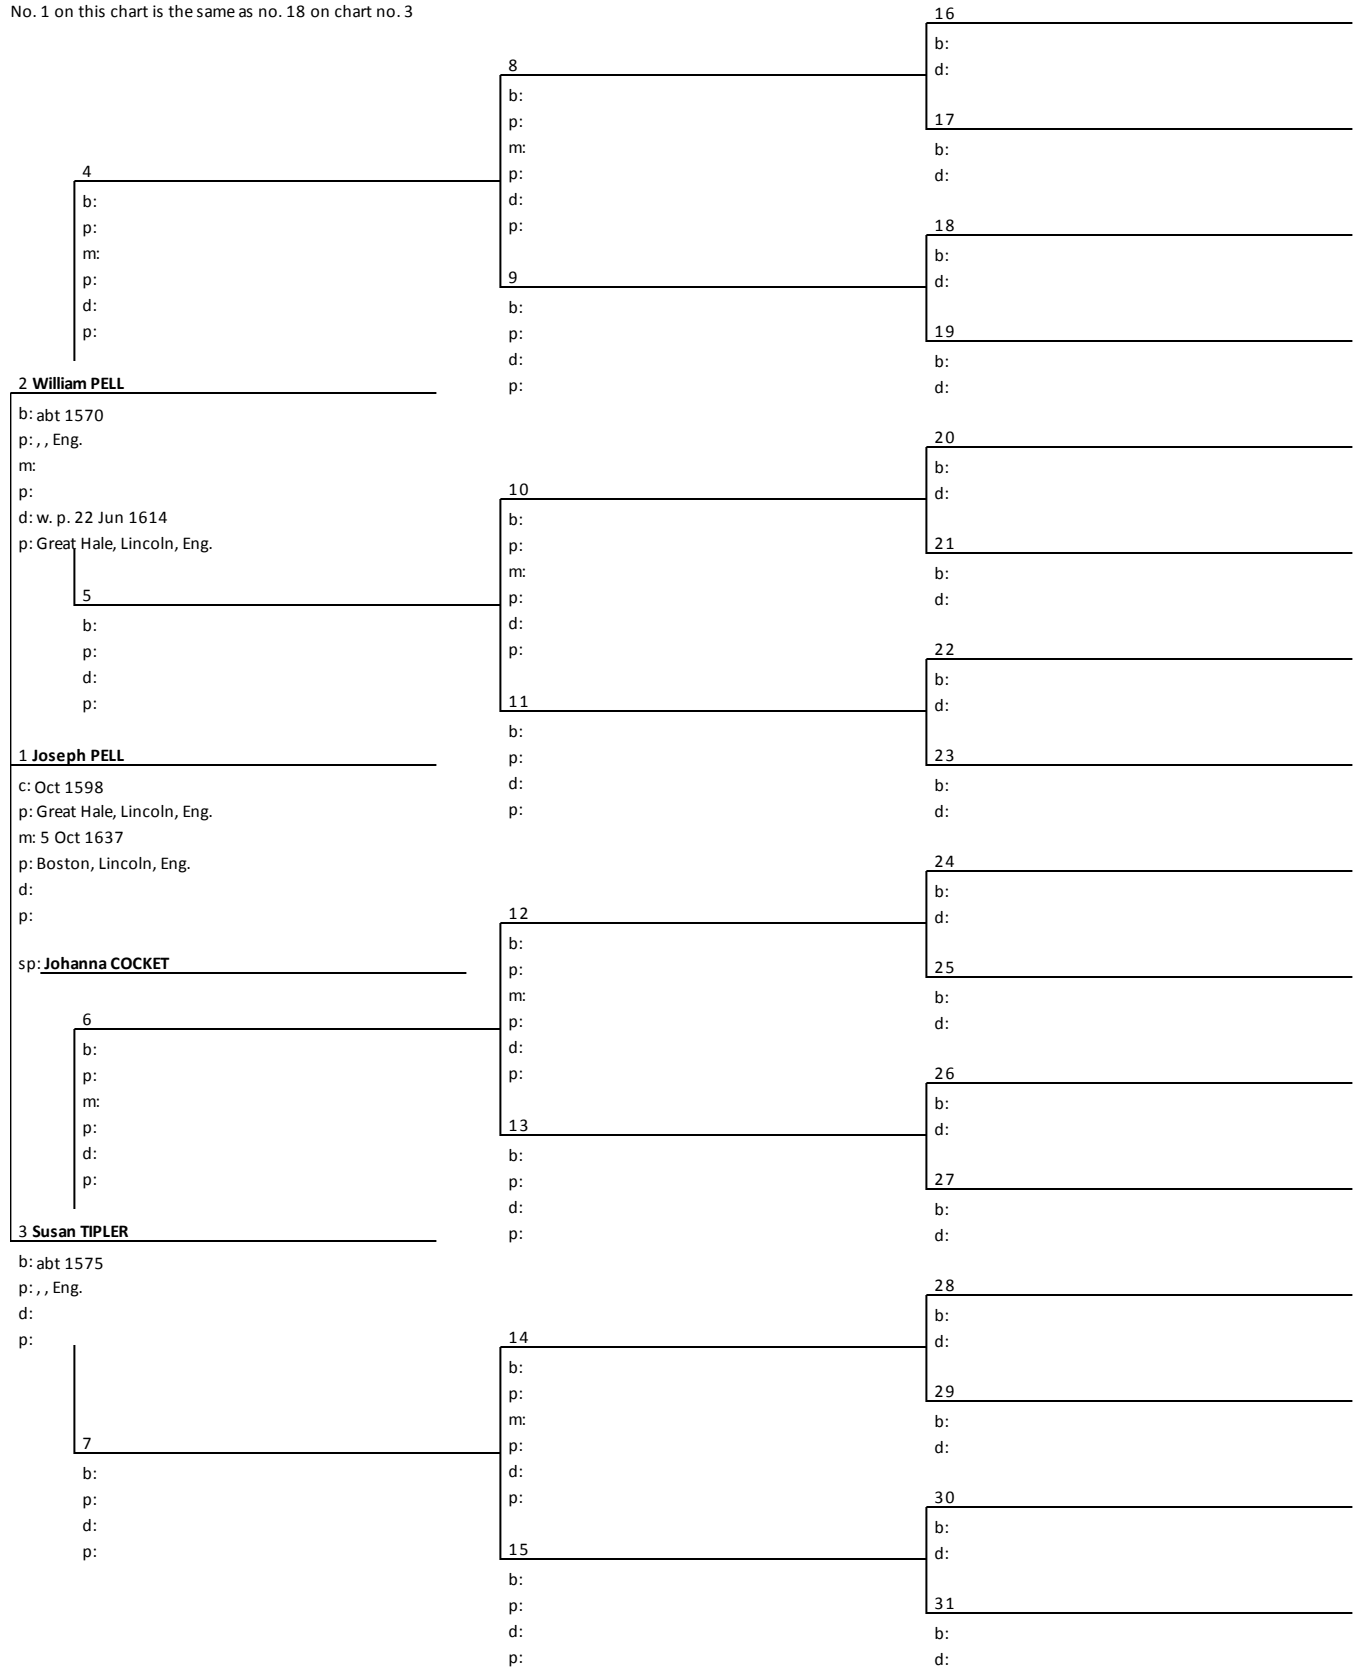 No. 1 on this chart is the same as no. 18 on chart no. 3
2 William PELL
b: abt 1570
p: , , Eng.
m:
p:
d: w. p. 22 Jun 1614
p: Great Hale, Lincoln, Eng.
1 Joseph PELL
c: Oct 1598
p: Great Hale, Lincoln, Eng.
m: 5 Oct 1637
p: Boston, Lincoln, Eng.
d:
p:
sp: Johanna COCKET
3 Susan TIPLER
b: abt 1575
p: , , Eng.
d:
p:
4
b:
p:
m:
p:
d:
p:
5
b:
p:
d:
p:
6
b:
p:
m:
p:
d:
p:
7
b:
p:
d:
p:
8
b:
p:
m:
p:
d:
p:
9
b:
p:
d:
p:
10
b:
p:
m:
p:
d:
p:
11
b:
p:
d:
p:
12
b:
p:
m:
p:
d:
p:
13
b:
p:
d:
p:
14
b:
p:
m:
p:
d:
p:
15
b:
p:
d:
p:
16
b:
d:
17
b:
d:
18
b:
d:
19
b:
d:
20
b:
d:
21
b:
d:
22
b:
d:
23
b:
d:
24
b:
d:
25
b:
d:
26
b:
d:
27
b:
d:
28
b:
d:
29
b:
d:
30
b:
d:
31
b:
d: